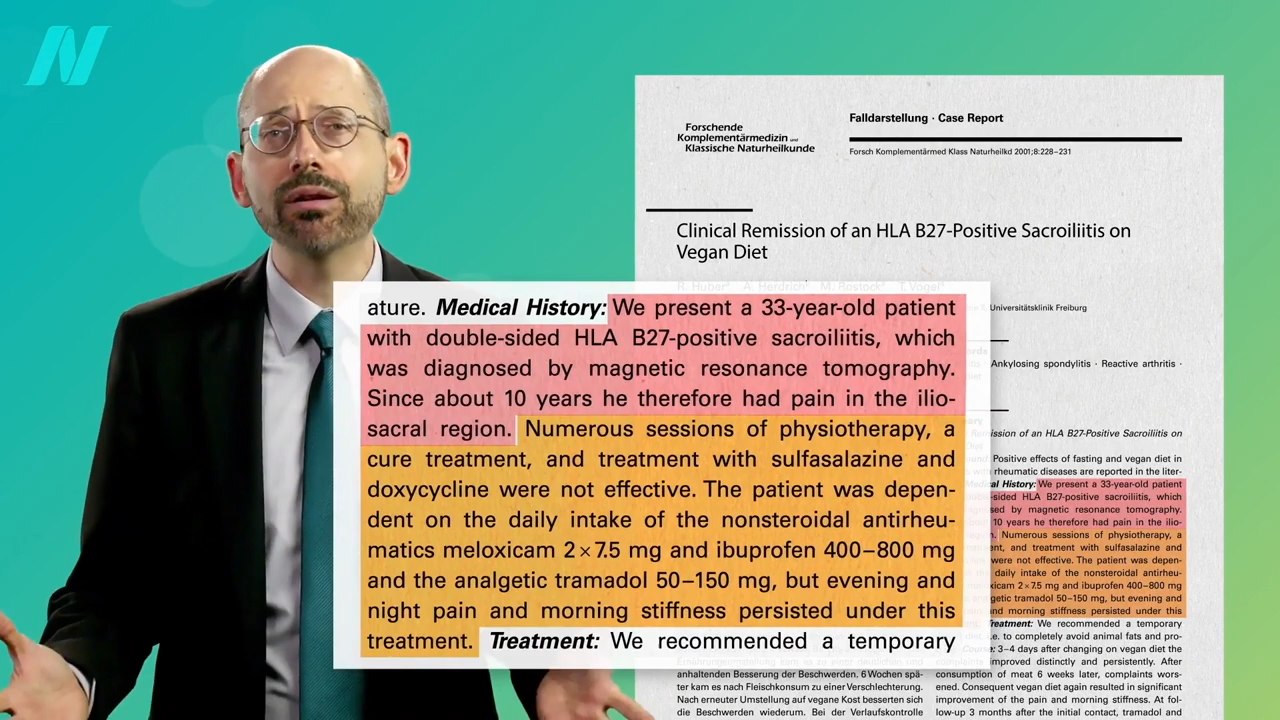 N
Forschende
Komplementärmedizin und
Klassische Naturheilkunde
Falldarstellung · Case Report
Forsch Komplementärmed Klass Naturheilkd 2001;8:228–231
Clinical Remission of an HLA B27-Positive Sacroiliitis on
Vegan Diet
R. Huber A. Herdrich M. Rostock T. Vogel
Universitätsklinik Freiburg
Ankylosing spondylitis · Reactive arthritis ·
ature. Medical History: We present a 33-year-old patient
with double-sided HLA B27-positive sacroiliitis, which
was diagnosed by magnetic resonance tomography.
Since about 10 years he therefore had pain in the ilio-
sacral region. Numerous sessions of physiotherapy, a
cure treatment, and treatment with sulfasalazine and
doxycycline were not effective. The patient was depen-
dent on the daily intake of the nonsteroidal antirheu-
matics meloxicam 2×7.5 mg and ibuprofen 400–800 mg
and the analgetic tramadol 50–150 mg, but evening and
night pain and morning stiffness persisted under this
treatment. Treatment: We recommended a temporary
of an HLA B27-Positive Sacroiliitis on
Positive effects of fasting and vegan diet in
rheumatic diseases are reported in the liter-
History: We present a 33-year-old patient
HLA B27-positive sacroiliitis, which
by magnetic resonance tomography.
10 years he therefore had pain in the ilio-
Numerous sessions of physiotherapy, a
and treatment with sulfasalazine and
were not effective. The patient was depen-
daily intake of the nonsteroidal antirheu-
2×7.5 mg and ibuprofen 400–800 mg
tramadol 50–150 mg, but evening and
and morning stiffness persisted under this
Treatment: We recommended a temporary
i.e. to completely avoid animal fats and pro-
Course: 3–4 days after changing on vegan diet the
improved distinctly and persistently. After
consumption of meat 6 weeks later, complaints wors-
ened. Consequent vegan diet again resulted in significant
improvement of the pain and morning stiffness. At fol-
low-up 3 months after the initial contact, tramadol and
anhaltenden Besserung der Beschwerden. 6 Wochen spä-
ter kam es nach Fleischkonsum zu einer Verschlechterung.
Nach erneuter Umstellung auf vegane Kost besserten sich
die Beschwerden wiederum. Bei der Verlaufskontrolle